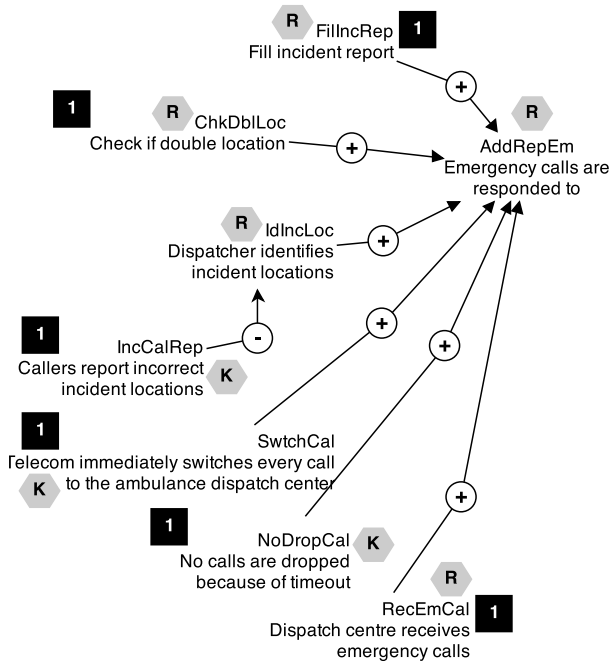 R
FillIncRep
1
Fill incident report
+
1
R
ChkDblLoc
Check if double location
+
R
AddRepEm
Emergency calls are
responded to
R
IdIncLoc
Dispatcher identifies
incident locations
+
1
IncCalRep
Callers report incorrect
incident locations
K
-
+
+
1
SwtchCal
Telecom immediately switches every call
to the ambulance dispatch center
K
1
NoDropCal
K
No calls are dropped
because of timeout
+
R
RecEmCal
1
Dispatch centre receives
emergency calls